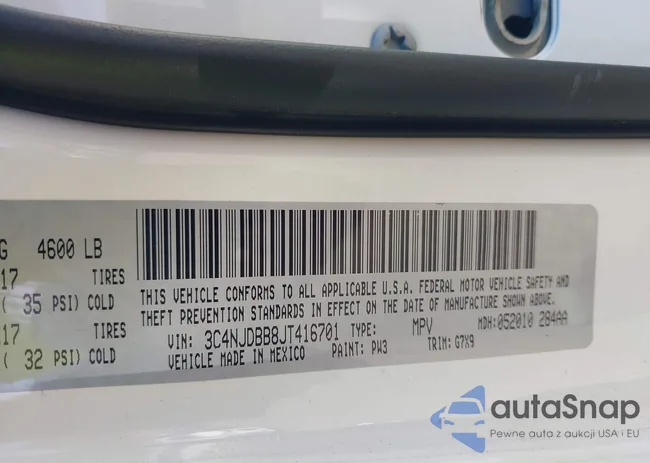 G 4600 LB
17 TIRES
( 35 PSI) COLD
.17 TIRES
( 32 PSI) COLD
THIS VEHICLE CONFORMS TO ALL APPLICABLE U.S.A. FEDERAL MOTOR VEHICLE SAFETY AND
THEFT PREVENTION STANDARDS IN EFFECT ON THE DATE OF MANUFACTURE SHOWN ABOVE.
VIN: 3C4NJDBB8JT416701 TYPE: MPV MDH: 052010 284AA
VEHICLE MADE IN MEXICO PAINT: PW3 TRIM: G7X9
autaSnap
Pewne auta z aukcji USA i EU